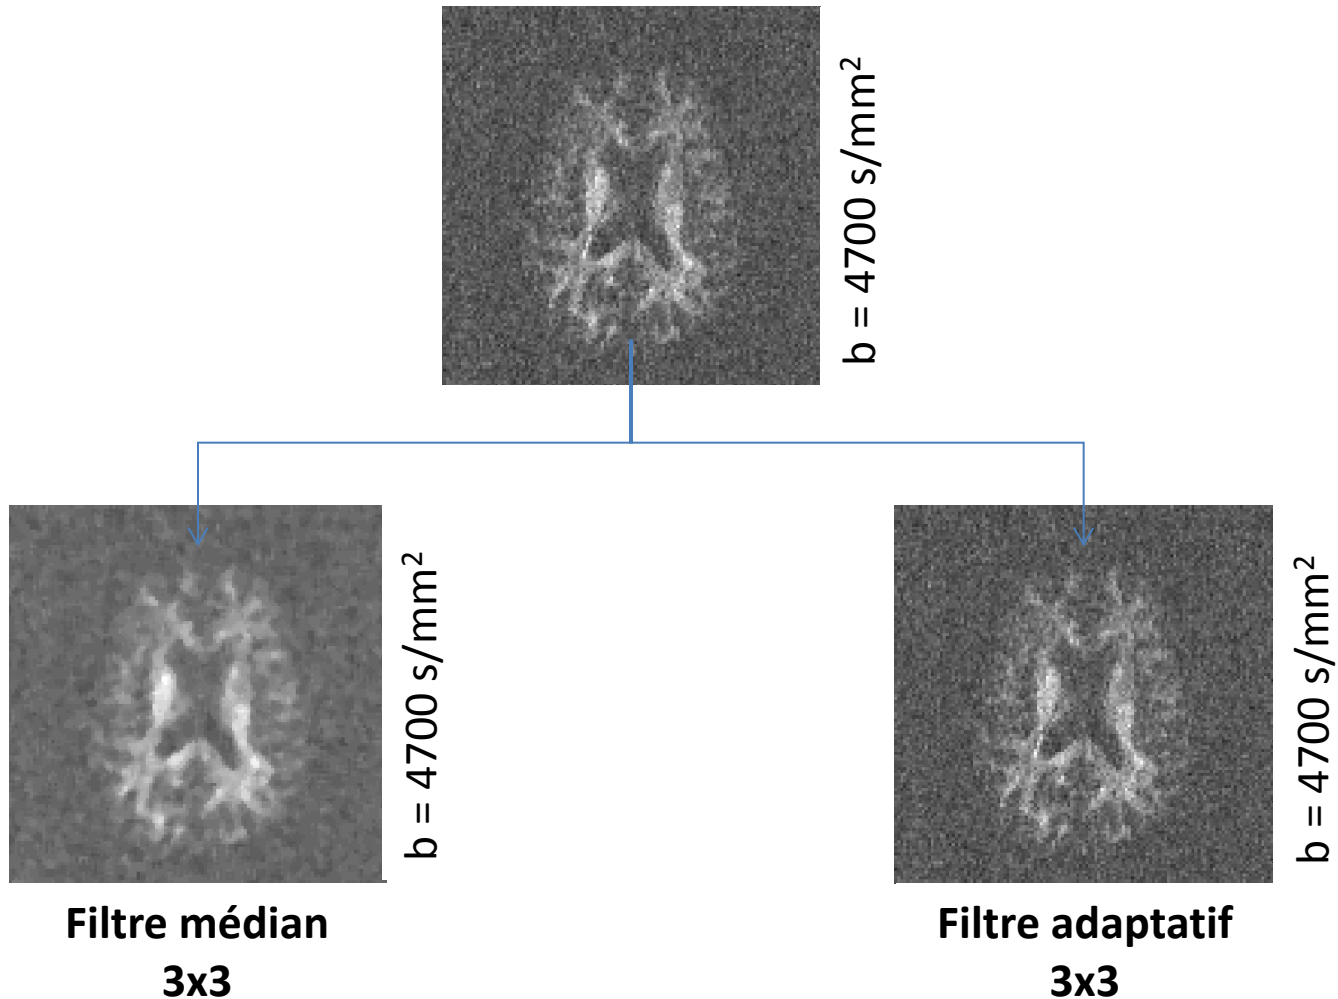 b = 4700 s/mm²
b = 4700 s/mm²
b = 4700 s/mm²
Filtre médian
3x3
Filtre adaptatif
3x3